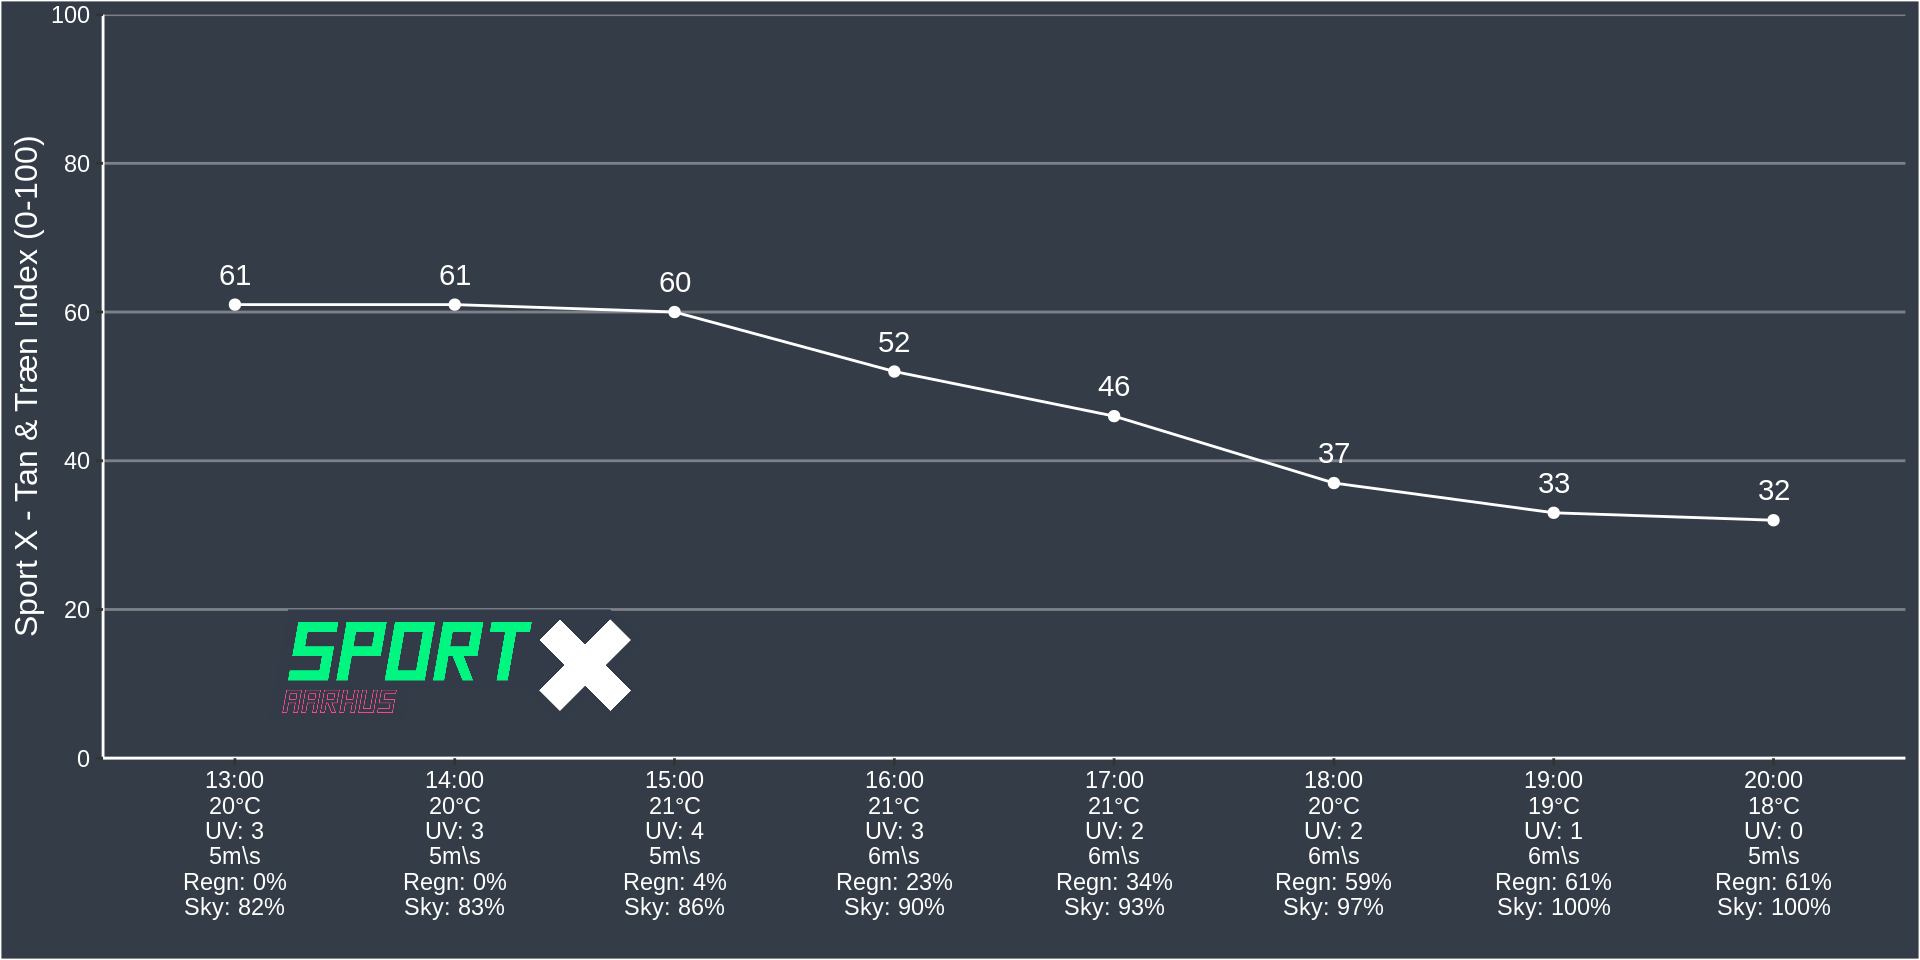 Sport X - Tan & Træn Index (0-100)
100
80
60
40
20
0
61
61
60
52
46
37
33
32
SPORT X
AARHUS
13:00
20°C
UV: 3
5m\s
Regn: 0%
Sky: 82%
14:00
20°C
UV: 3
5m\s
Regn: 0%
Sky: 83%
15:00
21°C
UV: 4
5m\s
Regn: 4%
Sky: 86%
16:00
21°C
UV: 3
6m\s
Regn: 23%
Sky: 90%
17:00
21°C
UV: 2
6m\s
Regn: 34%
Sky: 93%
18:00
20°C
UV: 2
6m\s
Regn: 59%
Sky: 97%
19:00
19°C
UV: 1
6m\s
Regn: 61%
Sky: 100%
20:00
18°C
UV: 0
5m\s
Regn: 61%
Sky: 100%